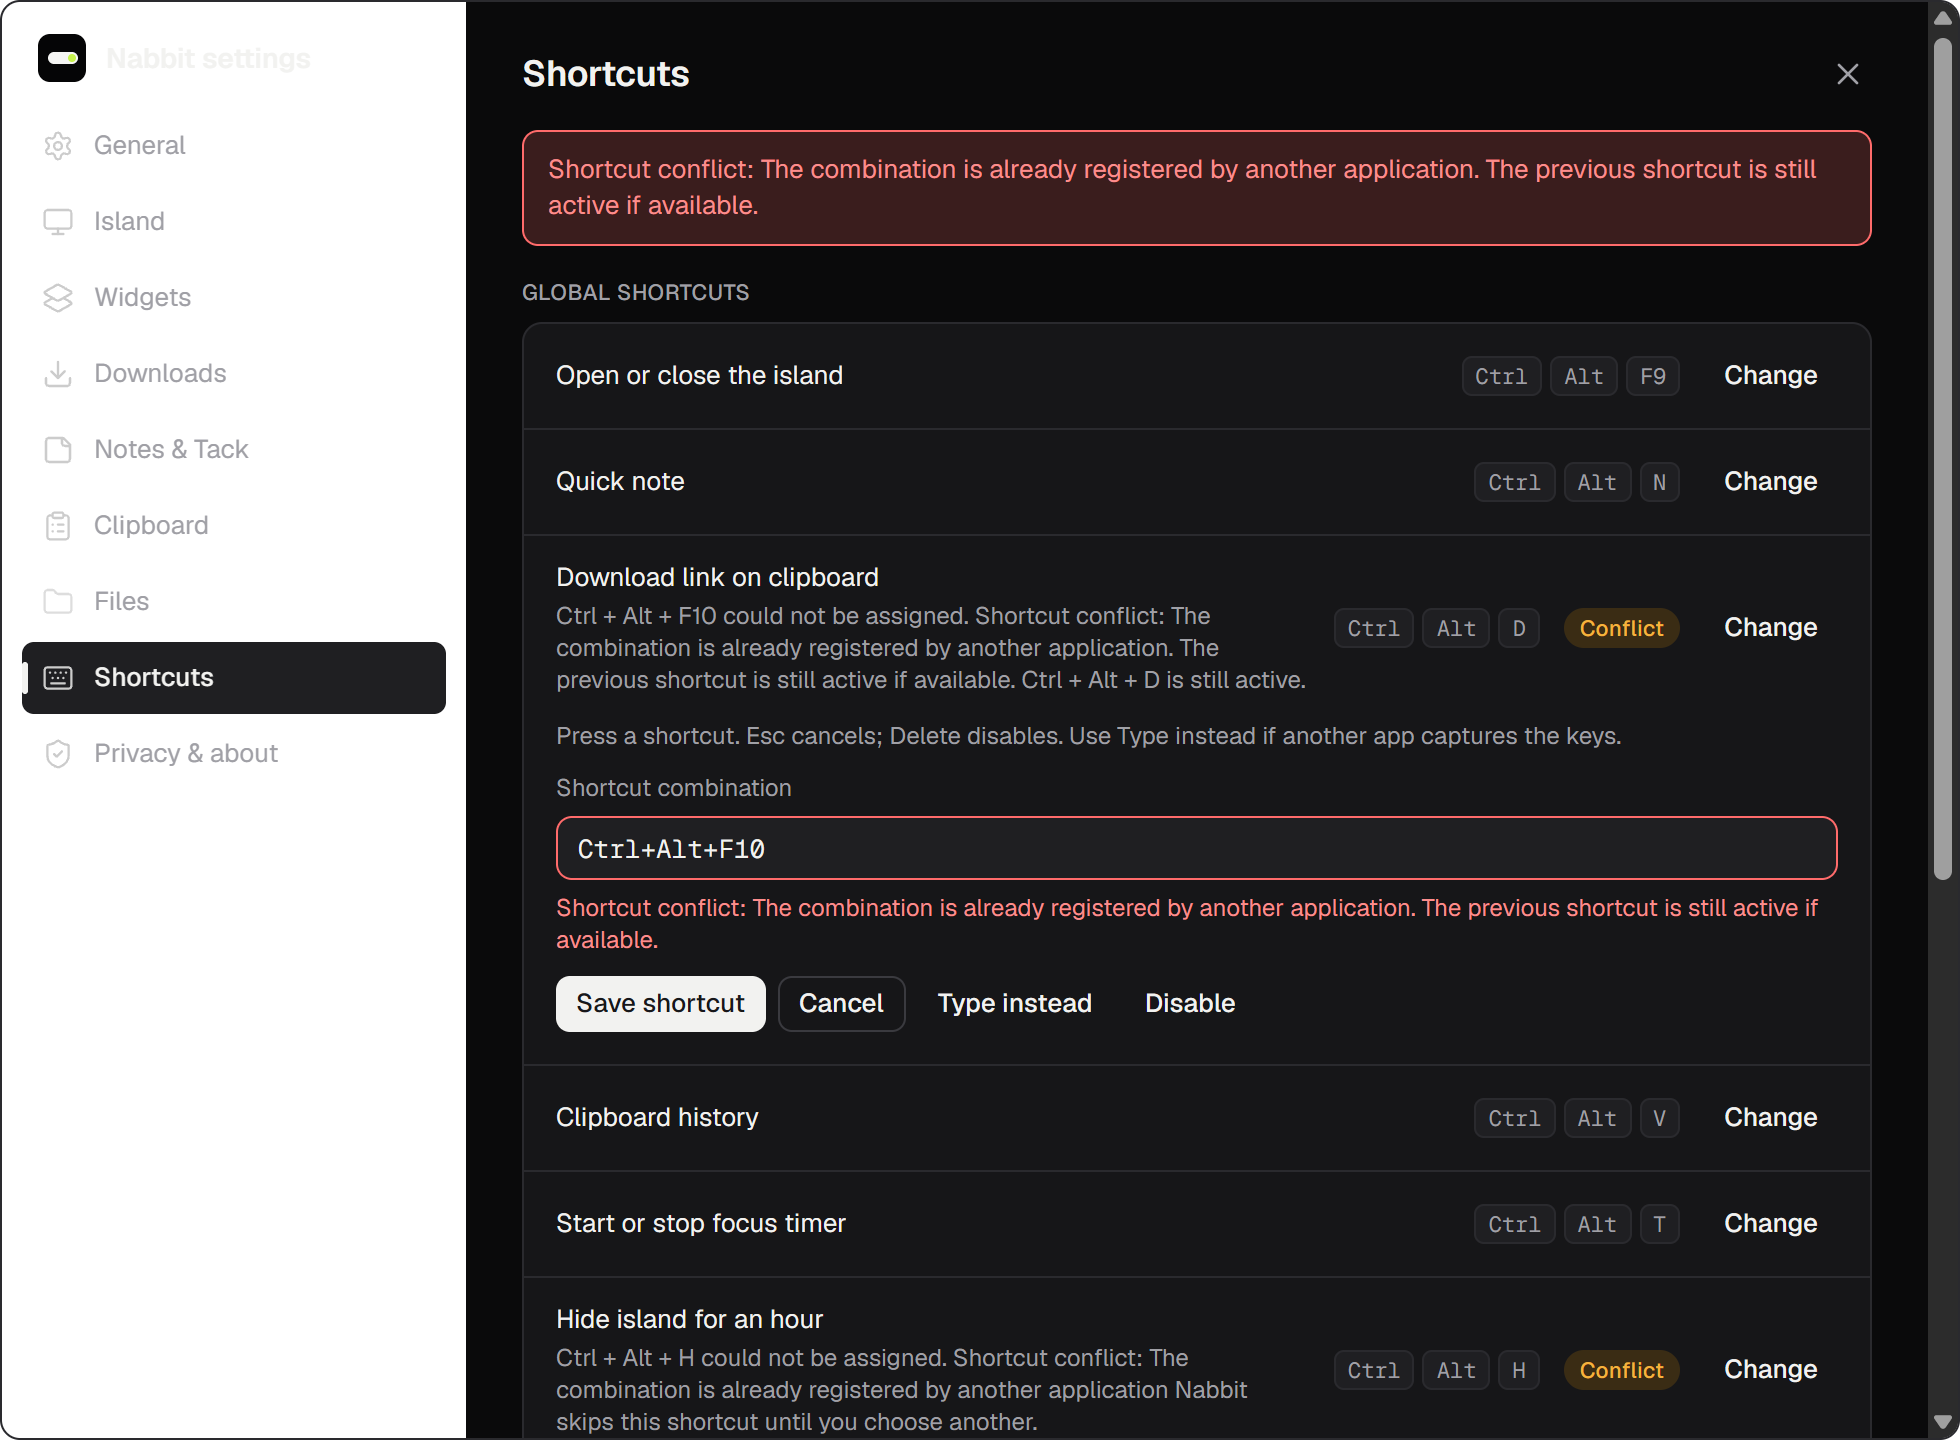 Nabbit settings
General
Island
Widgets
Downloads
Notes & Tack
Clipboard
Files
Shortcuts
Privacy & about
Shortcuts
Shortcut conflict: The combination is already registered by another application. The previous shortcut is still
active if available.
GLOBAL SHORTCUTS
Open or close the island Ctrl Alt F9 Change
Quick note Ctrl Alt N Change
Download link on clipboard
Ctrl + Alt + F10 could not be assigned. Shortcut conflict: The
combination is already registered by another application. The
previous shortcut is still active if available. Ctrl + Alt + D is still active.
Ctrl Alt D Conflict Change
Press a shortcut. Esc cancels; Delete disables. Use Type instead if another app captures the keys.
Shortcut combination
Ctrl+Alt+F10
Shortcut conflict: The combination is already registered by another application. The previous shortcut is still active if
available.
Save shortcut Cancel Type instead Disable
Clipboard history Ctrl Alt V Change
Start or stop focus timer Ctrl Alt T Change
Hide island for an hour
Ctrl + Alt + H could not be assigned. Shortcut conflict: The
combination is already registered by another application Nabbit
skips this shortcut until you choose another.
Ctrl Alt H Conflict Change